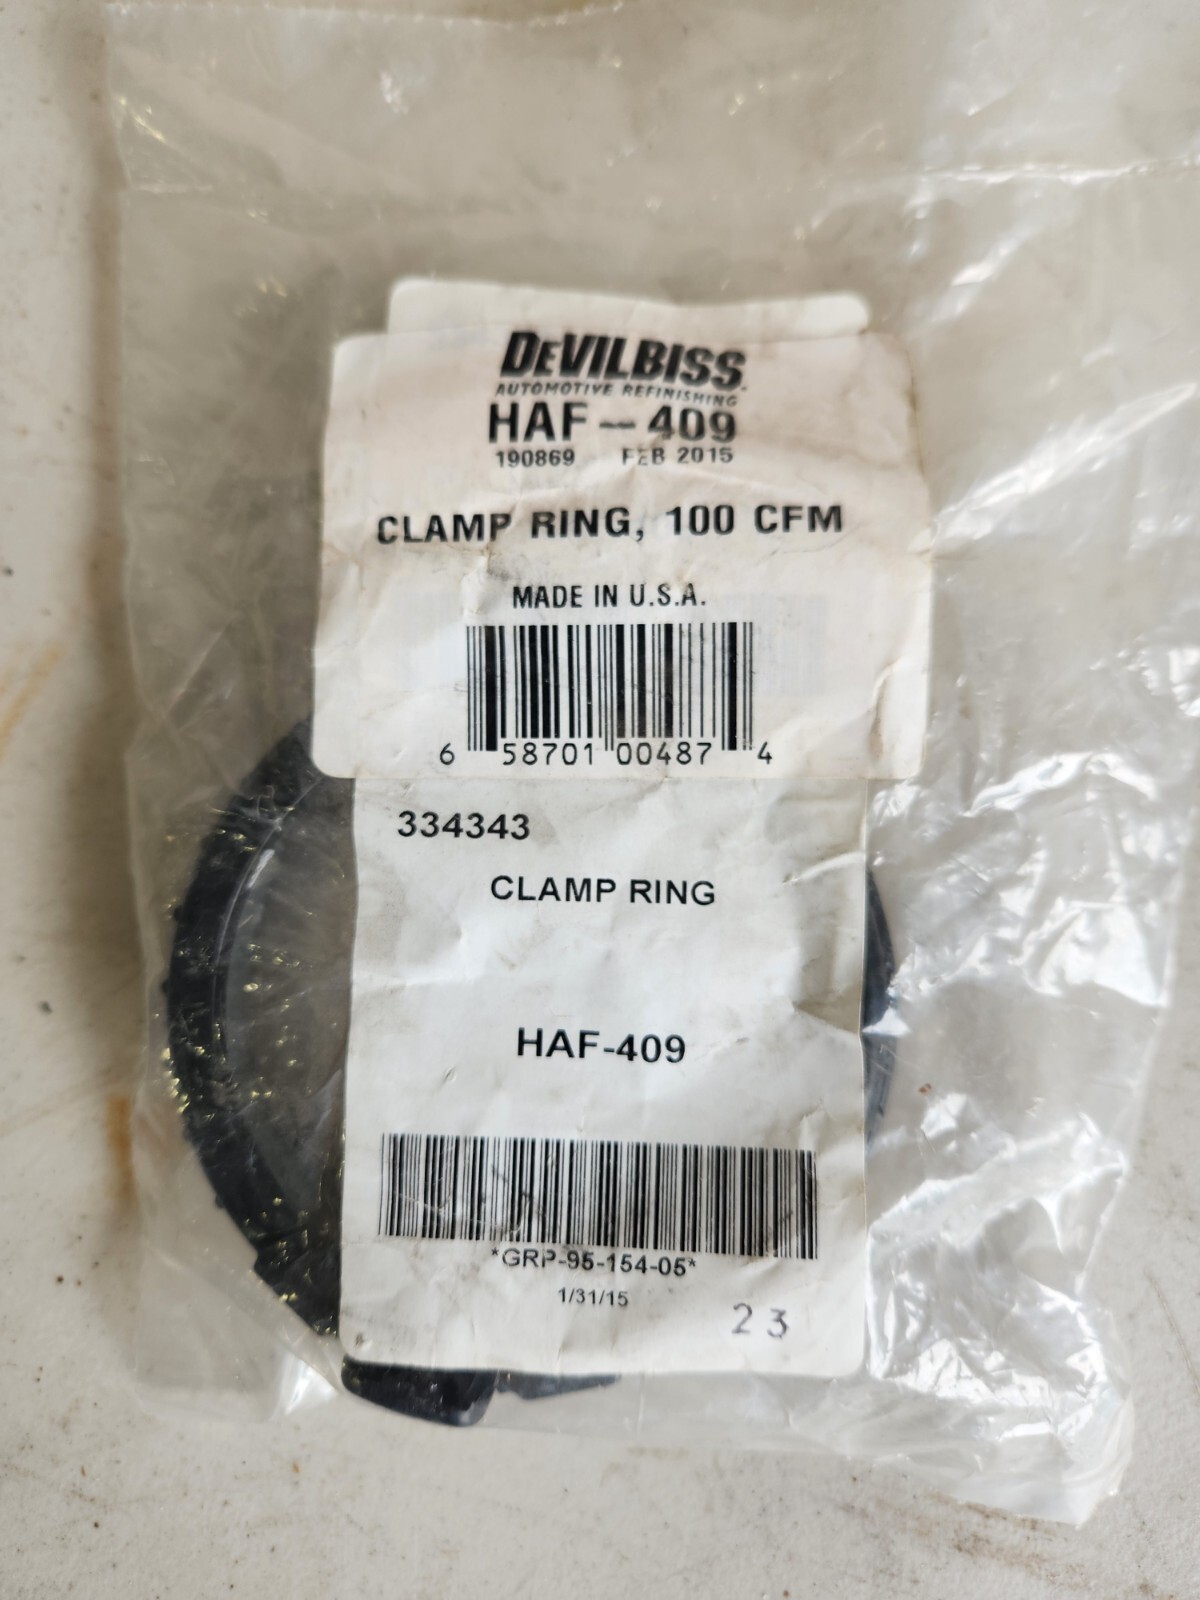 DeVILBISS
AUTOMOTIVE REFINISHING
HAF-409
190869 FEB 2015
CLAMP RING, 100 CFM
MADE IN U.S.A.
6 58701 00487 4
334343
CLAMP RING
HAF-409
*GRP-95-154-05*
1/31/15
23